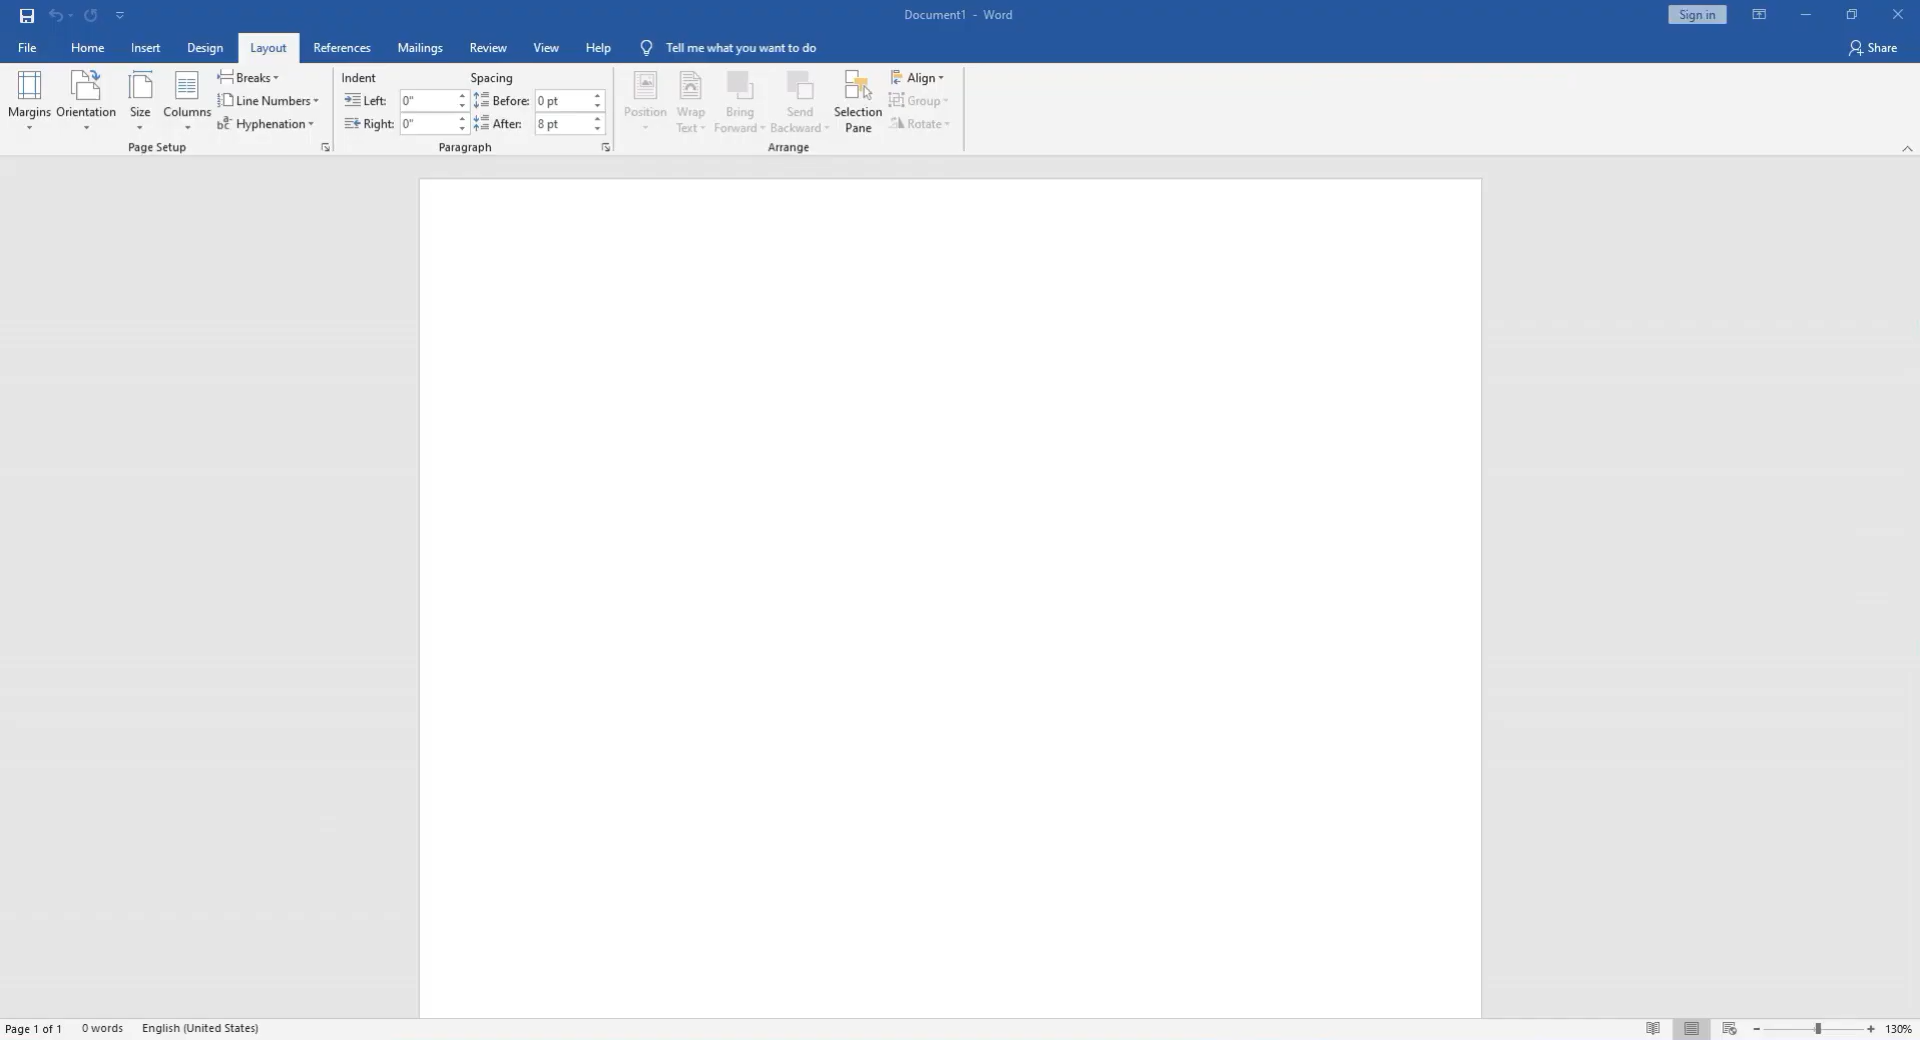 Document1 - Word
Sign in
File Home Insert Design Layout References Mailings Review View Help Tell me what you want to do Share
Margins Orientation Size Columns
Breaks
Line Numbers
Hyphenation
Page Setup
Indent Spacing
Left: 0" Before: 0 pt
Right: 0" After: 8 pt
Paragraph
Position Wrap Text Bring Forward Send Backward Selection Pane
Align
Group
Rotate
Arrange
Page 1 of 1 0 words English (United States) 130%